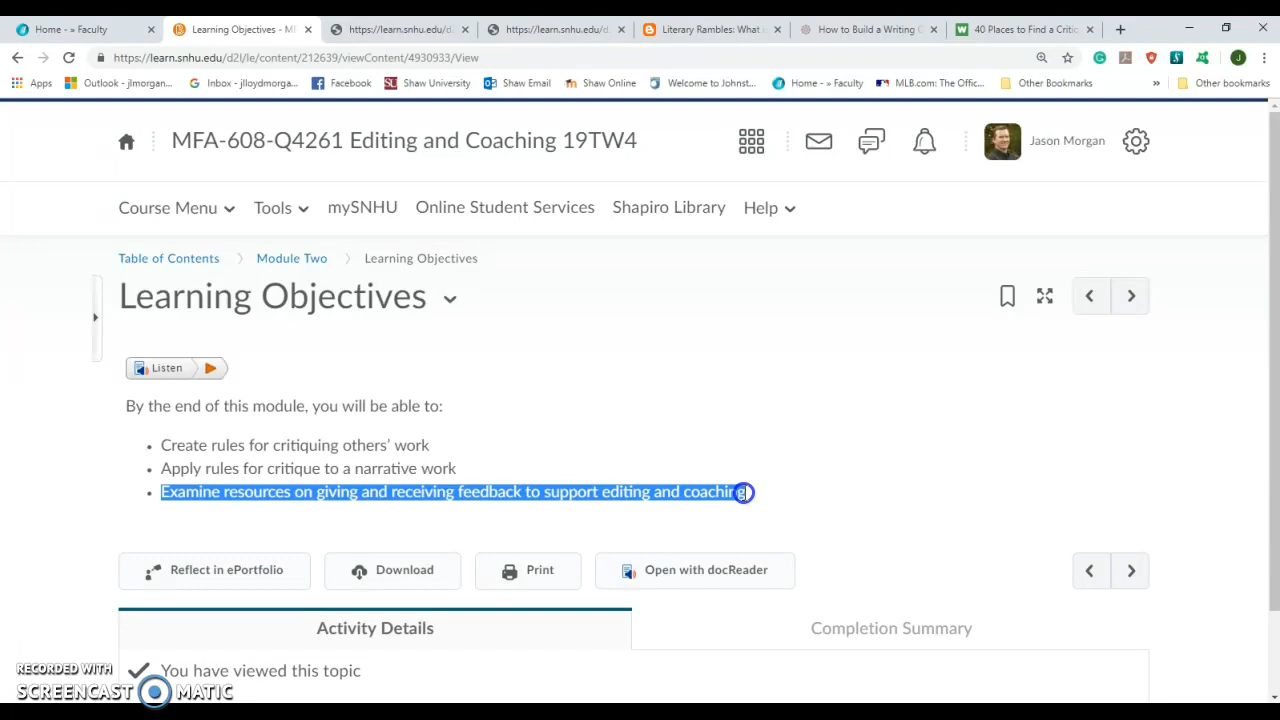 Home - » Faculty
Learning Objectives - M
https://learn.snhu.edu/d
https://learn.snhu.edu/d
Literary Rambles: What i
How to Build a Writing C
40 Places to Find a Critic
https://learn.snhu.edu/d2l/le/content/212639/viewContent/4930933/View
J
Apps
Outlook - jlmorgan...
Inbox - jlloydmorga...
Facebook
SU
Shaw University
Shaw Email
Shaw Online
Welcome to Johnst...
Home - » Faculty
MLB.com: The Offic...
Other Bookmarks
»
Other bookmarks
MFA-608-Q4261 Editing and Coaching 19TW4
Jason Morgan
Course Menu
Tools
mySNHU
Online Student Services
Shapiro Library
Help
Table of Contents
Module Two
Learning Objectives
Learning Objectives
Listen
By the end of this module, you will be able to:
• Create rules for critiquing others' work
• Apply rules for critique to a narrative work
• Examine resources on giving and receiving feedback to support editing and coaching
Reflect in ePortfolio
Download
Print
Open with docReader
Activity Details
Completion Summary
You have viewed this topic
RECORDED WITH
SCREENCAST MATIC